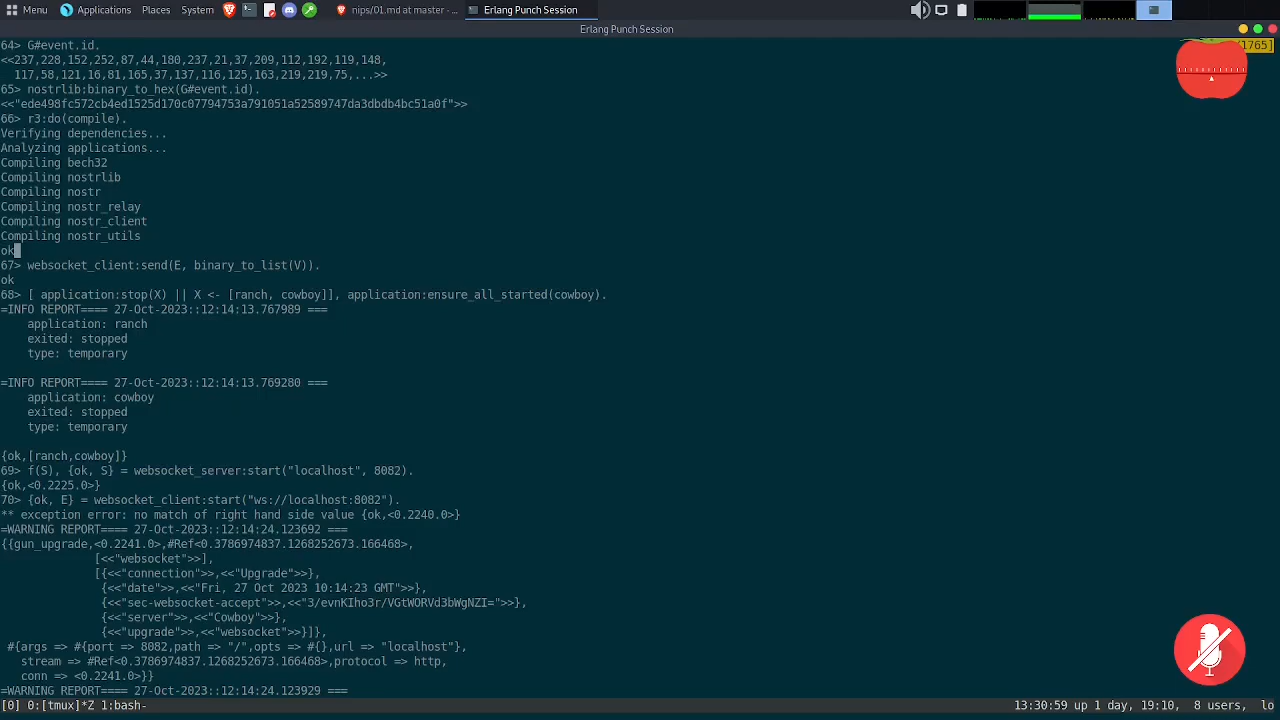 Menu Applications Places System nips/01.md at master - ... Erlang Punch Session
Erlang Punch Session
64> G#event.id.
1765]
<<237,228,152,252,87,44,180,237,21,37,209,112,192,119,148,
117,58,121,16,81,165,37,137,116,125,163,219,219,75,...>>
65> nostrlib:binary_to_hex(G#event.id).
<<"ede498fc572cb4ed1525d170c07794753a791051a52589747da3dbdb4bc51a0f">>
66> r3:do(compile).
Verifying dependencies...
Analyzing applications...
Compiling bech32
Compiling nostrlib
Compiling nostr
Compiling nostr_relay
Compiling nostr_client
Compiling nostr_utils
ok
67> websocket_client:send(E, binary_to_list(V)).
ok
68> [ application:stop(X) || X <- [ranch, cowboy]], application:ensure_all_started(cowboy).
=INFO REPORT==== 27-Oct-2023::12:14:13.767989 ===
application: ranch
exited: stopped
type: temporary
=INFO REPORT==== 27-Oct-2023::12:14:13.769280 ===
application: cowboy
exited: stopped
type: temporary
{ok,[ranch,cowboy]}
69> f(S), {ok, S} = websocket_server:start("localhost", 8082).
{ok,<0.2225.0>}
70> {ok, E} = websocket_client:start("ws://localhost:8082").
** exception error: no match of right hand side value {ok,<0.2240.0>}
=WARNING REPORT==== 27-Oct-2023::12:14:24.123692 ===
{{gun_upgrade,<0.2241.0>,#Ref<0.3786974837.1268252673.166468>,
[<<"websocket">>],
[{<<"connection">>,<<"Upgrade">>},
{<<"date">>,<<"Fri, 27 Oct 2023 10:14:23 GMT">>},
{<<"sec-websocket-accept">>,<<"3/evnKIho3r/VGtWORVd3bWgNZI=">>},
{<<"server">>,<<"Cowboy">>},
{<<"upgrade">>,<<"websocket">>}]},
#{args => #{port => 8082,path => "/",opts => #{},url => "localhost"},
stream => #Ref<0.3786974837.1268252673.166468>,protocol => http,
conn => <0.2241.0>}}
=WARNING REPORT==== 27-Oct-2023::12:14:24.123929 ===
[0] 0:[tmux]*Z 1:bash- 13:30:59 up 1 day, 19:10, 8 users, lo